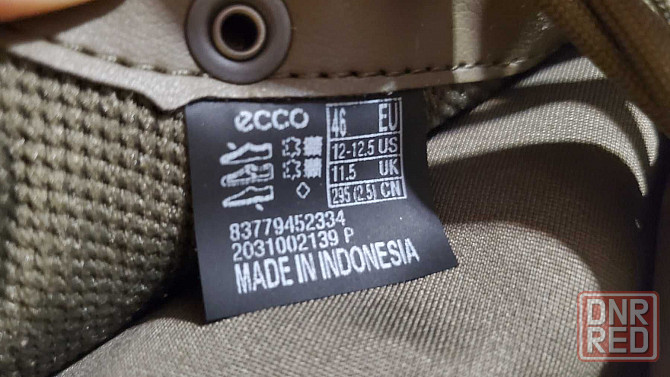 ecco
46 EU
12-12.5 US
11.5 UK
295 (2.5) CN
83779452334
2031002139 P
MADE IN INDONESIA
DNR
RED